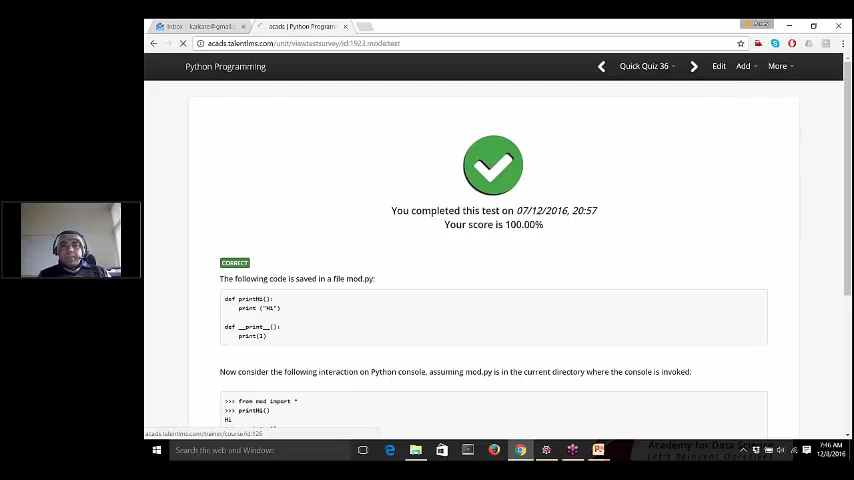 Inbox - karkare@gmail.
acads | Python Program
acads.talentlms.com/unit/viewtestsurvey/id:1923,mode:test
Python Programming
Quick Quiz 36
Edit
Add
More
You completed this test on 07/12/2016, 20:57
Your score is 100.00%
CORRECT
The following code is saved in a file mod.py:
def printHi():
print ("Hi")
def __print__():
print(1)
Now consider the following interaction on Python console, assuming mod.py is in the current directory where the console is invoked:
>>> from mod import *
>>> printHi()
Hi
acads.talentlms.com/trainer/course/id:126
Search the web and Windows
Academy for Data Science
Let's Reinvent Ourselves
7:46 AM
12/8/2016